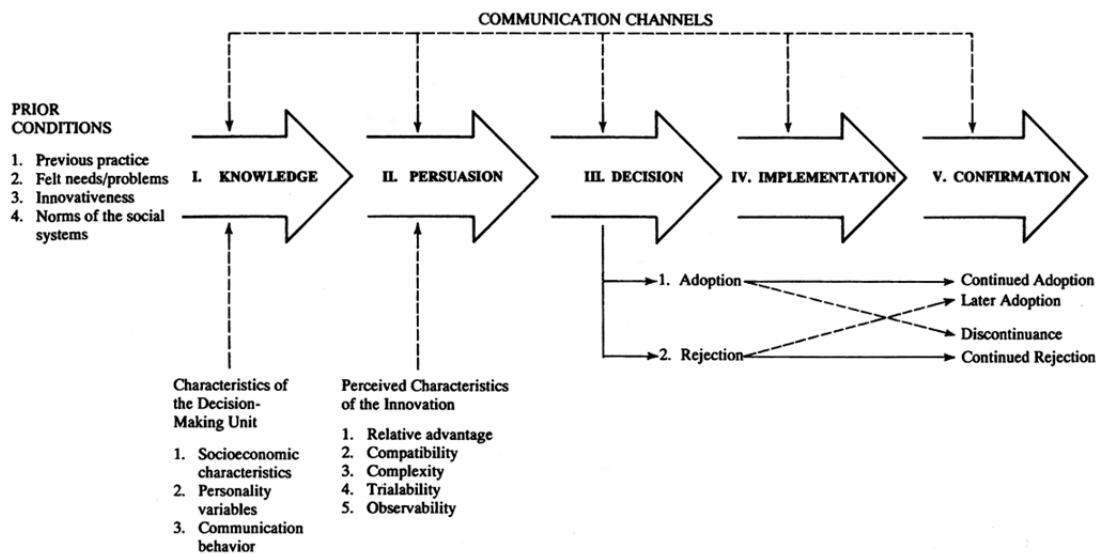 COMMUNICATION CHANNELS
PRIOR
CONDITIONS
1. Previous practice
2. Felt needs/problems
3. Innovativeness
4. Norms of the social
systems
I. KNOWLEDGE
II. PERSUASION
III. DECISION
IV. IMPLEMENTATION
V. CONFIRMATION
1. Adoption
2. Rejection
Continued Adoption
Later Adoption
Discontinuance
Continued Rejection
Characteristics of
the Decision-
Making Unit
1. Socioeconomic
characteristics
2. Personality
variables
3. Communication
behavior
Perceived Characteristics
of the Innovation
1. Relative advantage
2. Compatibility
3. Complexity
4. Trialability
5. Observability